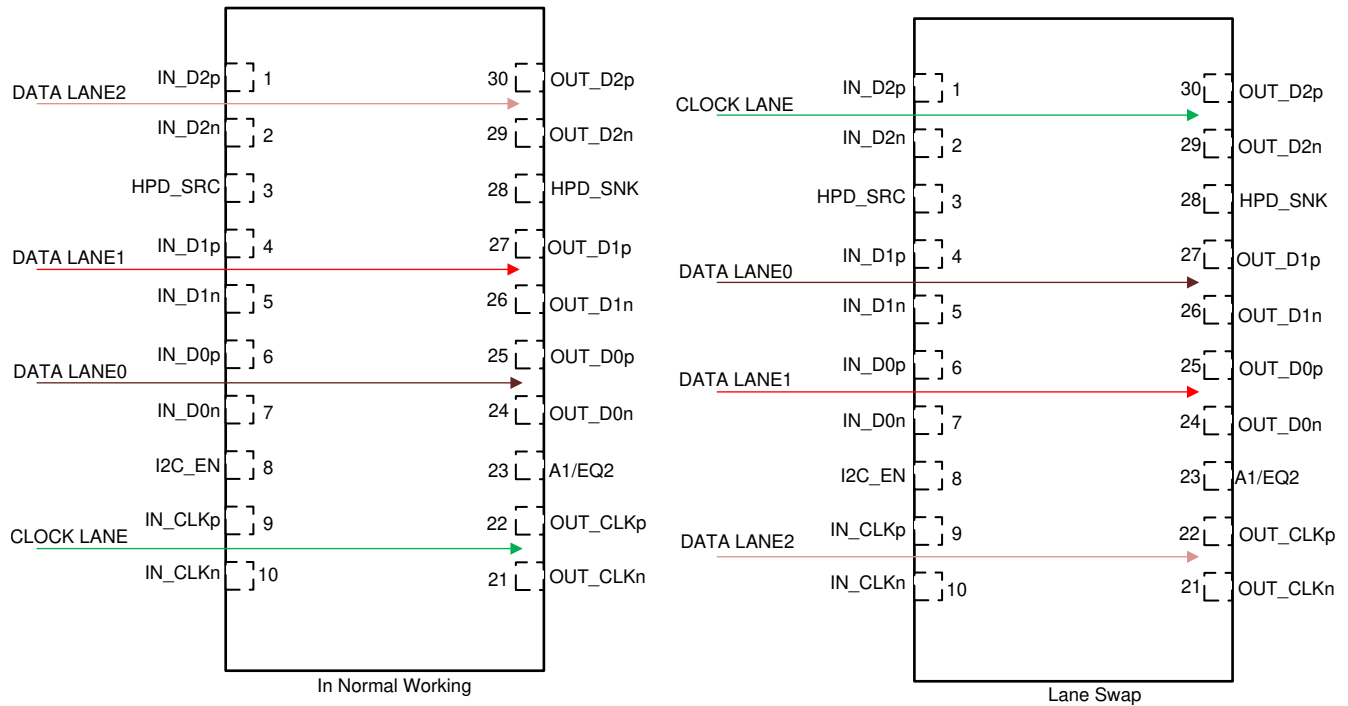 IN_D2p 1 30 OUT_D2p
DATA LANE2
IN_D2n 2 29 OUT_D2n
HPD_SRC 3 28 HPD_SNK
IN_D1p 4 27 OUT_D1p
DATA LANE1
IN_D1n 5 26 OUT_D1n
IN_D0p 6 25 OUT_D0p
DATA LANE0
IN_D0n 7 24 OUT_D0n
I2C_EN 8 23 A1/EQ2
IN_CLKp 9 22 OUT_CLKp
CLOCK LANE
IN_CLKn 10 21 OUT_CLKn
In Normal Working
IN_D2p 1 30 OUT_D2p
CLOCK LANE
IN_D2n 2 29 OUT_D2n
HPD_SRC 3 28 HPD_SNK
IN_D1p 4 27 OUT_D1p
DATA LANE0
IN_D1n 5 26 OUT_D1n
IN_D0p 6 25 OUT_D0p
DATA LANE1
IN_D0n 7 24 OUT_D0n
I2C_EN 8 23 A1/EQ2
IN_CLKp 9 22 OUT_CLKp
DATA LANE2
IN_CLKn 10 21 OUT_CLKn
Lane Swap